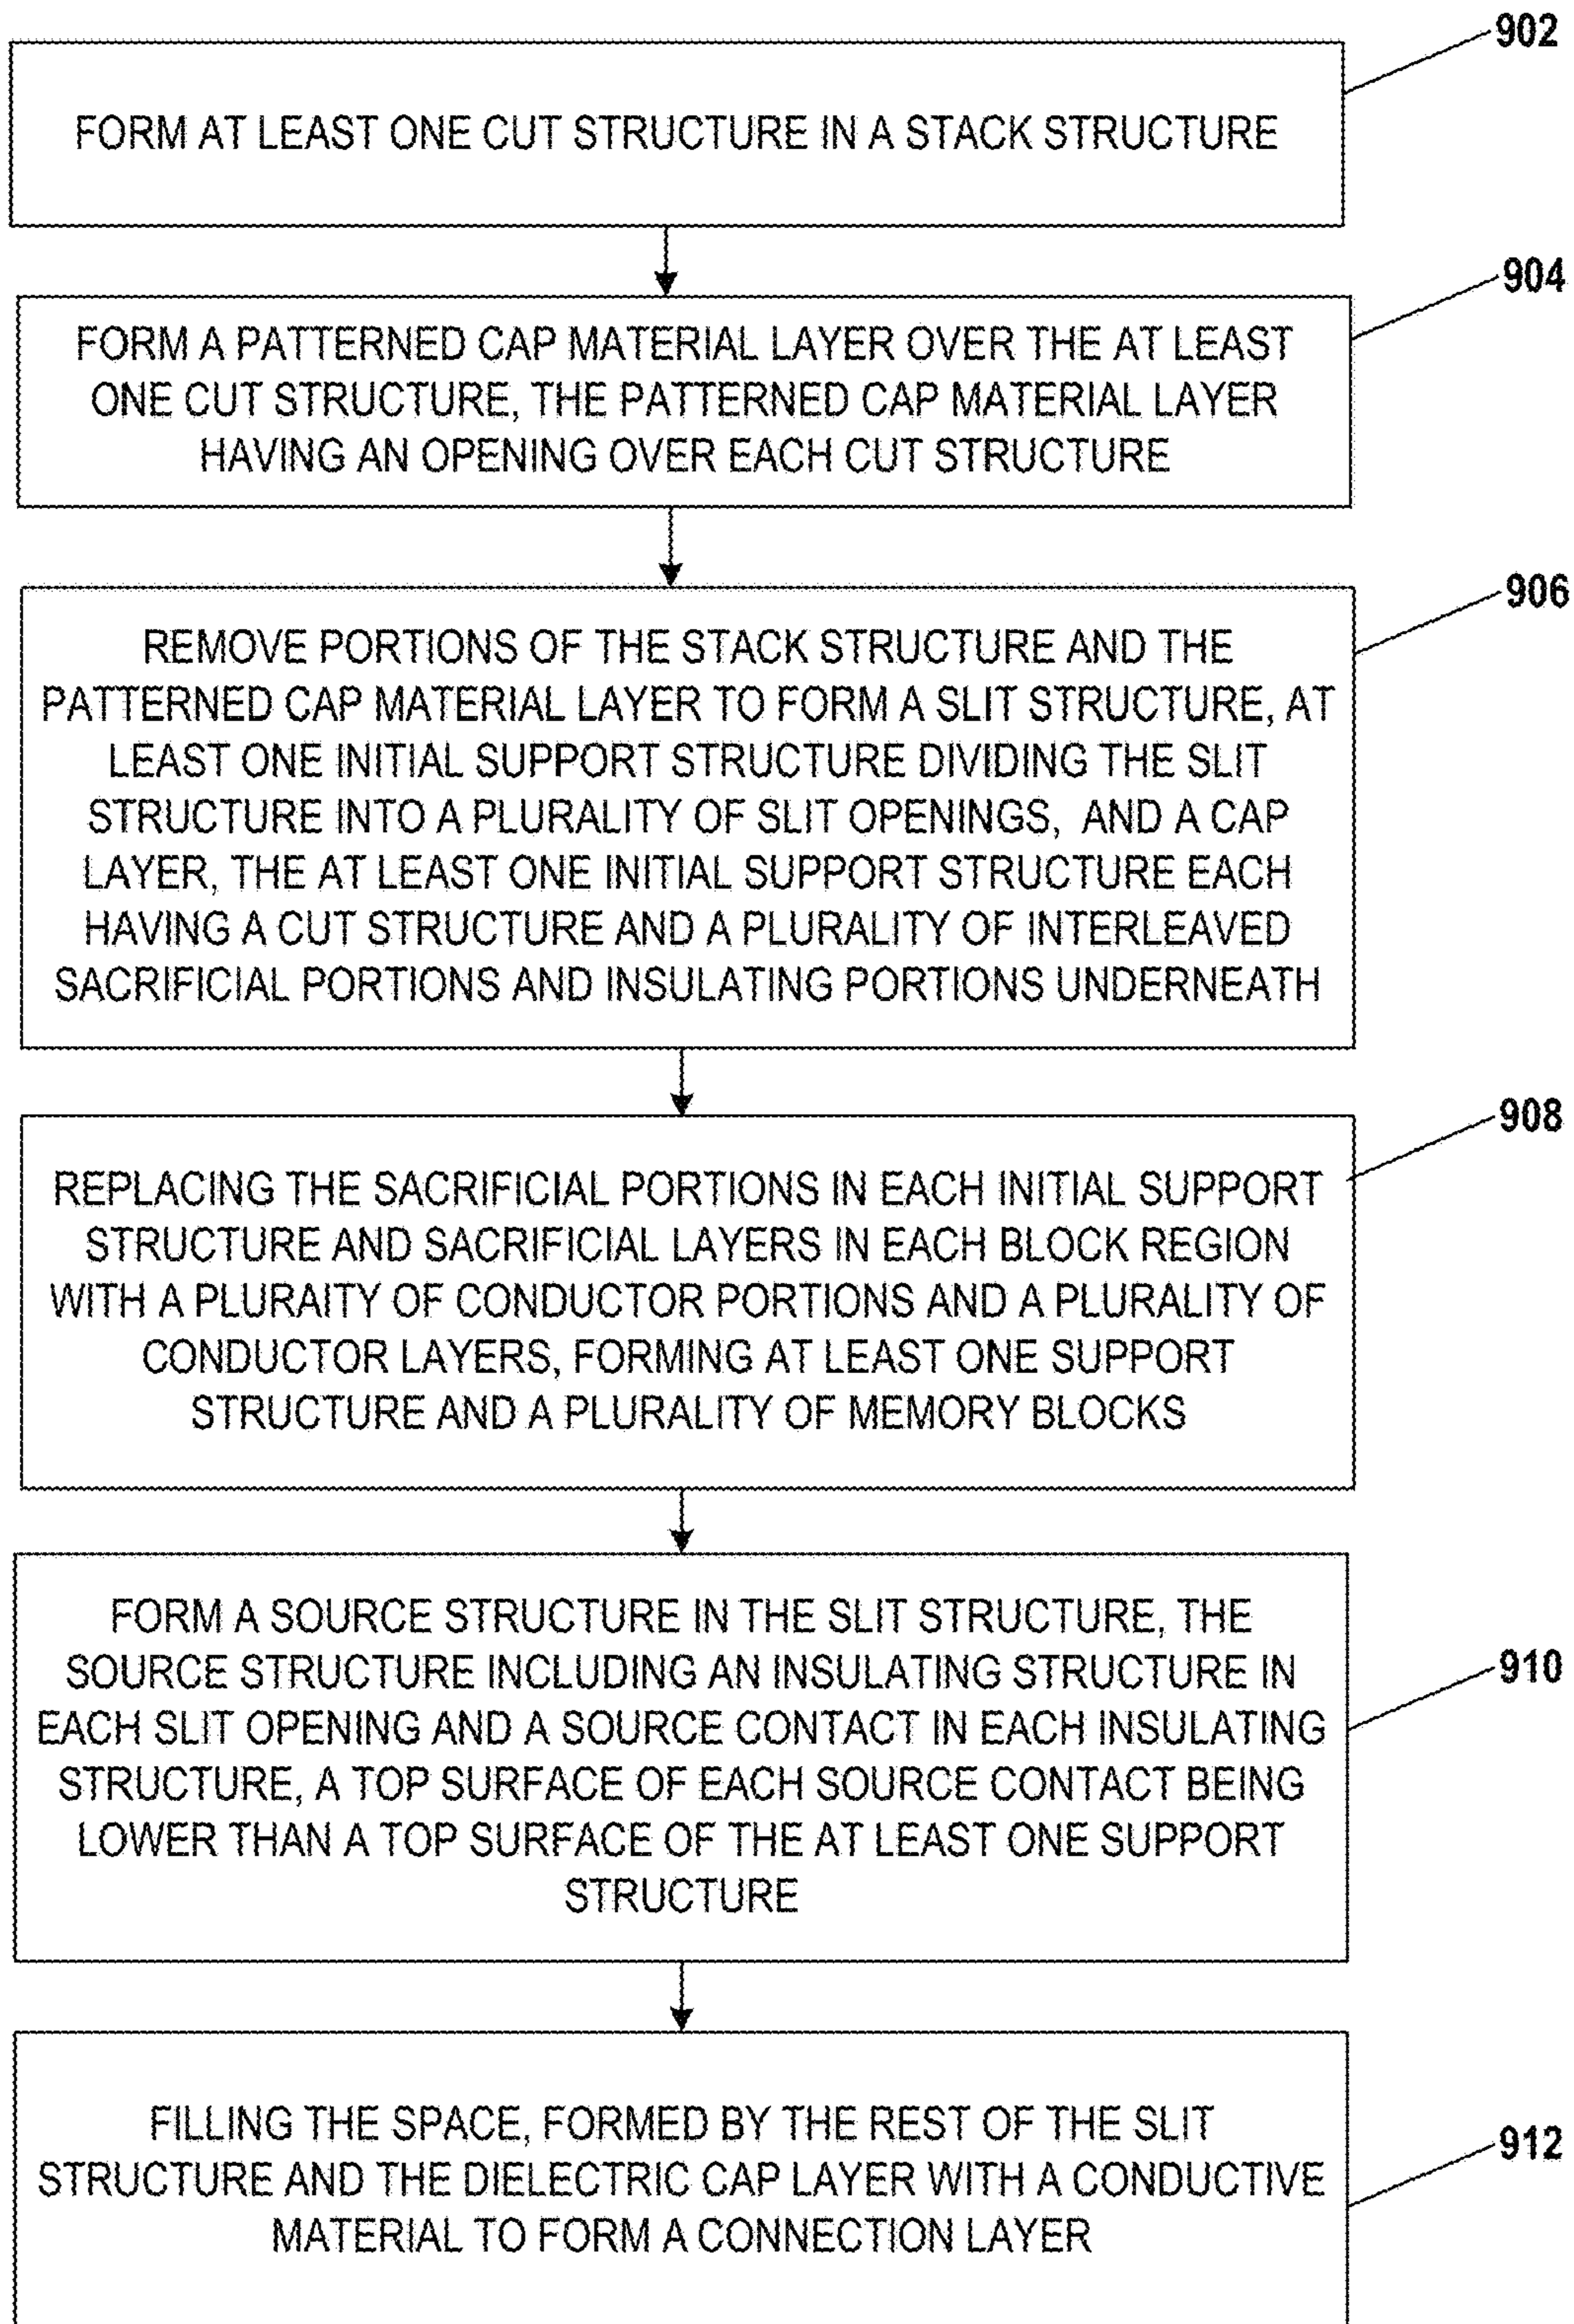 902
FORM AT LEAST ONE CUT STRUCTURE IN A STACK STRUCTURE
904
FORM A PATTERNED CAP MATERIAL LAYER OVER THE AT LEAST
ONE CUT STRUCTURE, THE PATTERNED CAP MATERIAL LAYER
HAVING AN OPENING OVER EACH CUT STRUCTURE
906
REMOVE PORTIONS OF THE STACK STRUCTURE AND THE
PATTERNED CAP MATERIAL LAYER TO FORM A SLIT STRUCTURE, AT
LEAST ONE INITIAL SUPPORT STRUCTURE DIVIDING THE SLIT
STRUCTURE INTO A PLURALITY OF SLIT OPENINGS, AND A CAP
LAYER, THE AT LEAST ONE INITIAL SUPPORT STRUCTURE EACH
HAVING A CUT STRUCTURE AND A PLURALITY OF INTERLEAVED
SACRIFICIAL PORTIONS AND INSULATING PORTIONS UNDERNEATH
908
REPLACING THE SACRIFICIAL PORTIONS IN EACH INITIAL SUPPORT
STRUCTURE AND SACRIFICIAL LAYERS IN EACH BLOCK REGION
WITH A PLURAITY OF CONDUCTOR PORTIONS AND A PLURALITY OF
CONDUCTOR LAYERS, FORMING AT LEAST ONE SUPPORT
STRUCTURE AND A PLURALITY OF MEMORY BLOCKS
FORM A SOURCE STRUCTURE IN THE SLIT STRUCTURE, THE
SOURCE STRUCTURE INCLUDING AN INSULATING STRUCTURE IN
910
EACH SLIT OPENING AND A SOURCE CONTACT IN EACH INSULATING
STRUCTURE, A TOP SURFACE OF EACH SOURCE CONTACT BEING
LOWER THAN A TOP SURFACE OF THE AT LEAST ONE SUPPORT
STRUCTURE
FILLING THE SPACE, FORMED BY THE REST OF THE SLIT
912
STRUCTURE AND THE DIELECTRIC CAP LAYER WITH A CONDUCTIVE
MATERIAL TO FORM A CONNECTION LAYER